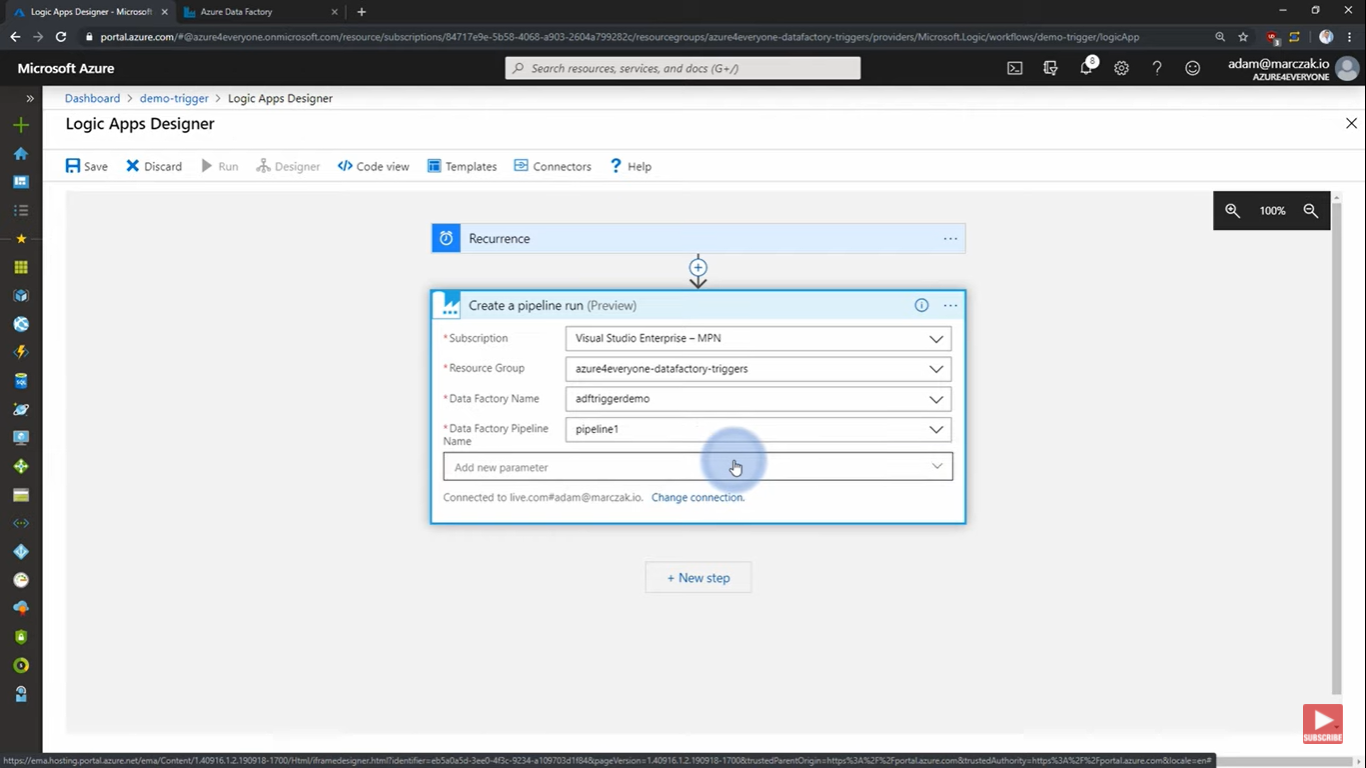 Logic Apps Designer - Microsoft
Azure Data Factory
portal.azure.com/#@azure4everyone.onmicrosoft.com/resource/subscriptions/84717e9e-5b58-4068-a903-2604a799282c/resourcegroups/azure4everyone-datafactory-triggers/providers/Microsoft.Logic/workflows/demo-trigger/logicApp
Microsoft Azure
Search resources, services, and docs (G+/)
8
adam@marczak.io
AZURE4EVERYONE
Dashboard > demo-trigger > Logic Apps Designer
Logic Apps Designer
Save Discard Run Designer </> Code view Templates Connectors ? Help
100%
Recurrence ...
Create a pipeline run (Preview) ...
* Subscription Visual Studio Enterprise – MPN
* Resource Group azure4everyone-datafactory-triggers
* Data Factory Name adftriggerdemo
* Data Factory Pipeline Name pipeline1
Add new parameter
Connected to live.com#adam@marczak.io. Change connection.
+ New step
SUBSCRIBE